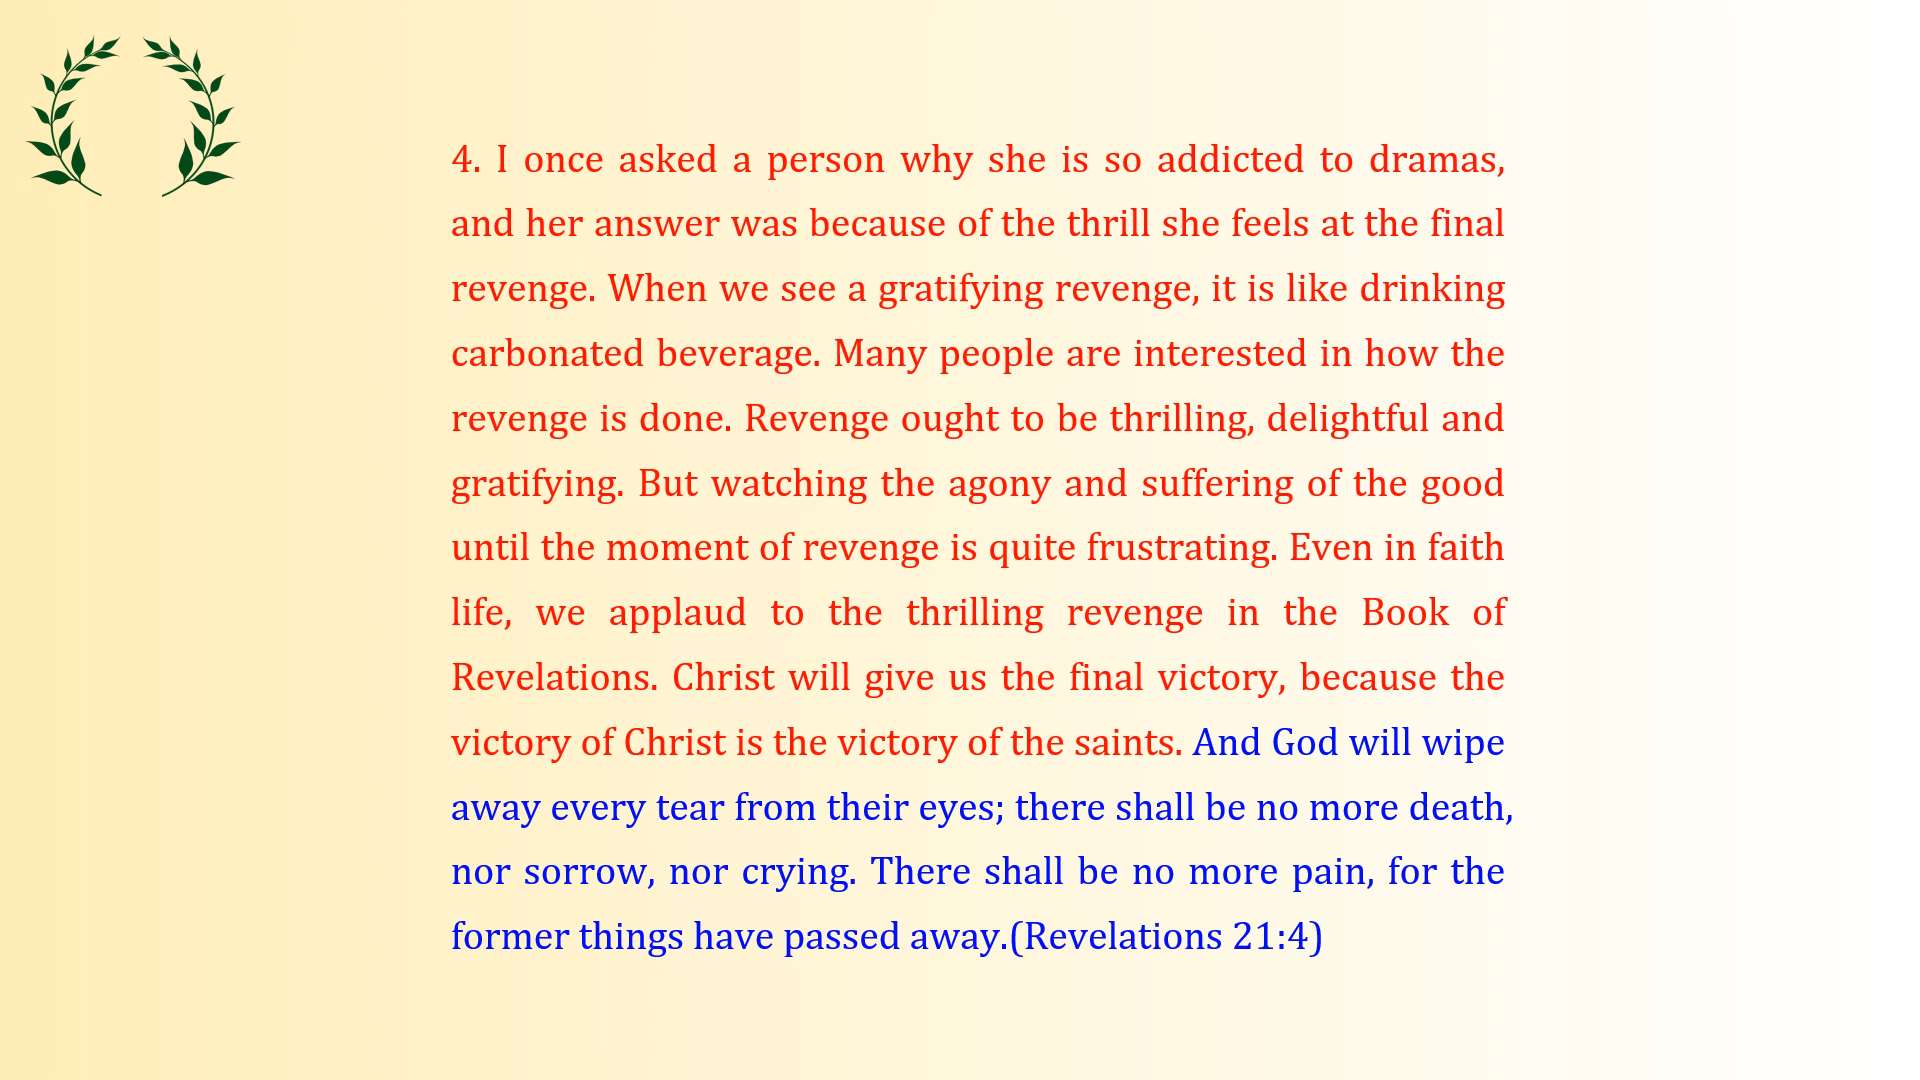 4. I once asked a person why she is so addicted to dramas,
and her answer was because of the thrill she feels at the final
revenge. When we see a gratifying revenge, it is like drinking
carbonated beverage. Many people are interested in how the
revenge is done. Revenge ought to be thrilling, delightful and
gratifying. But watching the agony and suffering of the good
until the moment of revenge is quite frustrating. Even in faith
life, we applaud to the thrilling revenge in the Book of
Revelations. Christ will give us the final victory, because the
victory of Christ is the victory of the saints. And God will wipe
away every tear from their eyes; there shall be no more death,
nor sorrow, nor crying. There shall be no more pain, for the
former things have passed away.(Revelations 21:4)